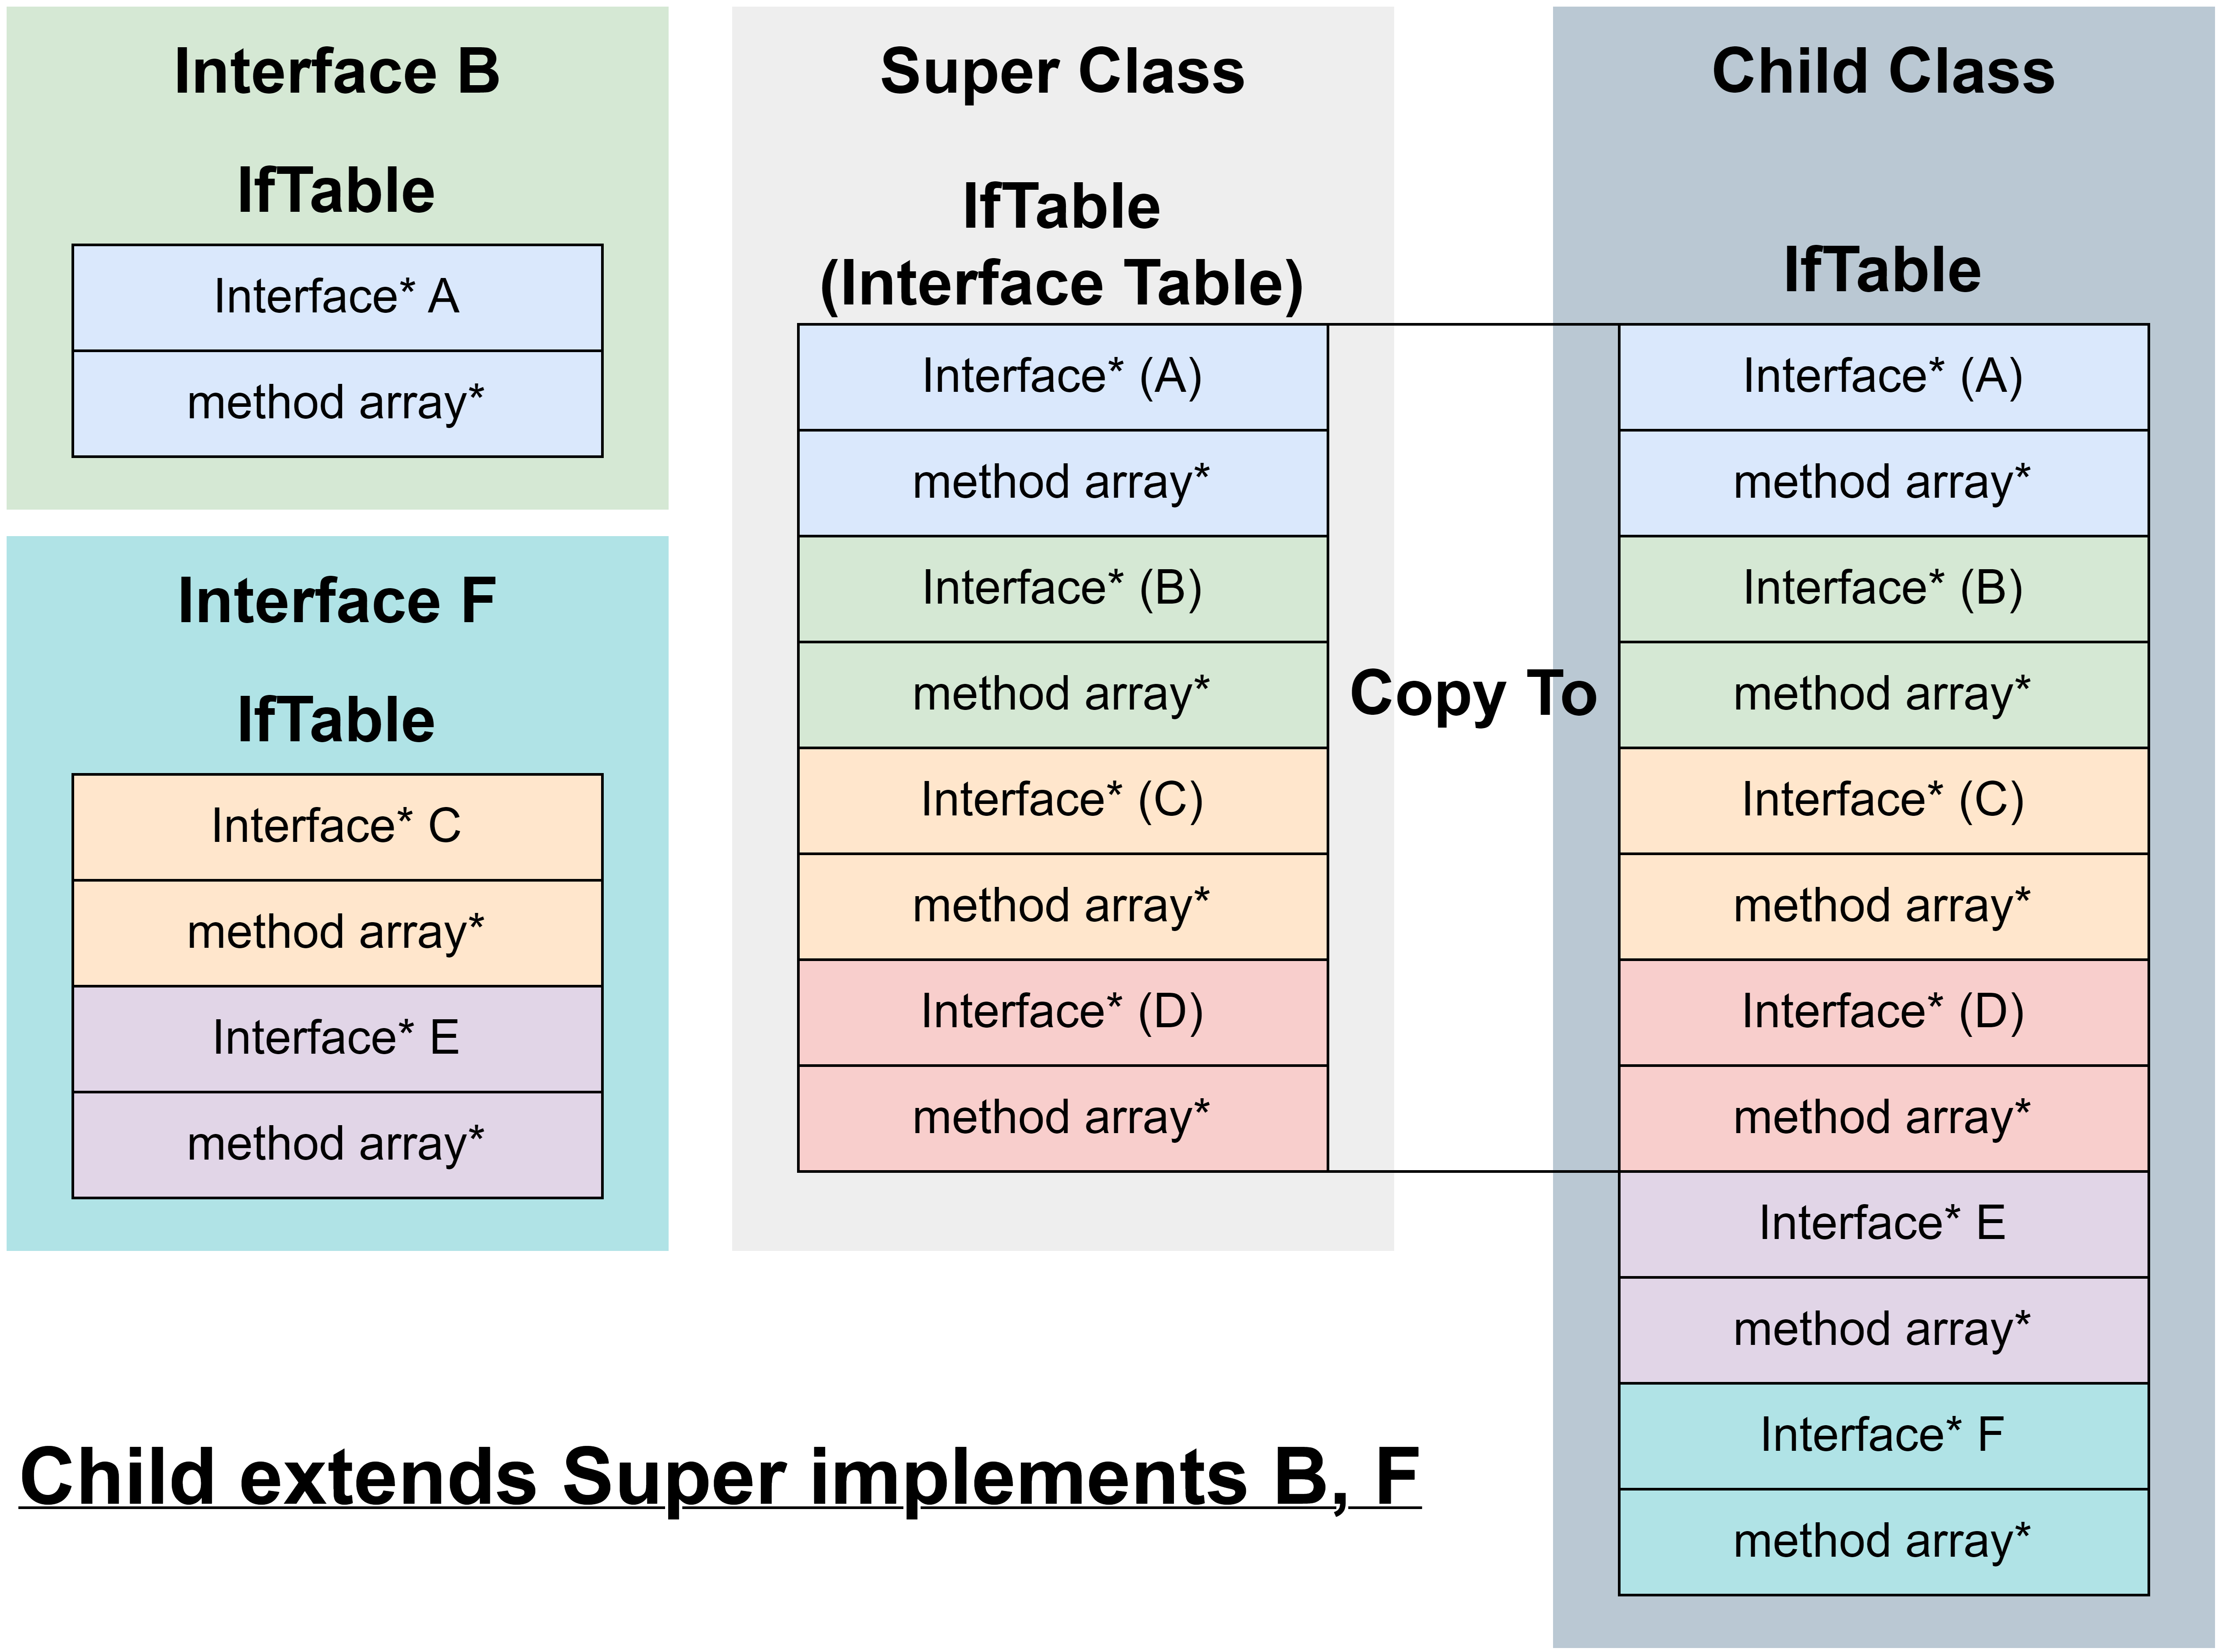 Interface B
IfTable
Interface* A
method array*
Interface F
IfTable
Interface* C
method array*
Interface* E
method array*
Super Class
IfTable
(Interface Table)
Interface* (A)
method array*
Interface* (B)
method array*
Interface* (C)
method array*
Interface* (D)
method array*
Copy To
Child Class
IfTable
Interface* (A)
method array*
Interface* (B)
method array*
Interface* (C)
method array*
Interface* (D)
method array*
Interface* E
method array*
Interface* F
method array*
Child extends Super implements B, F